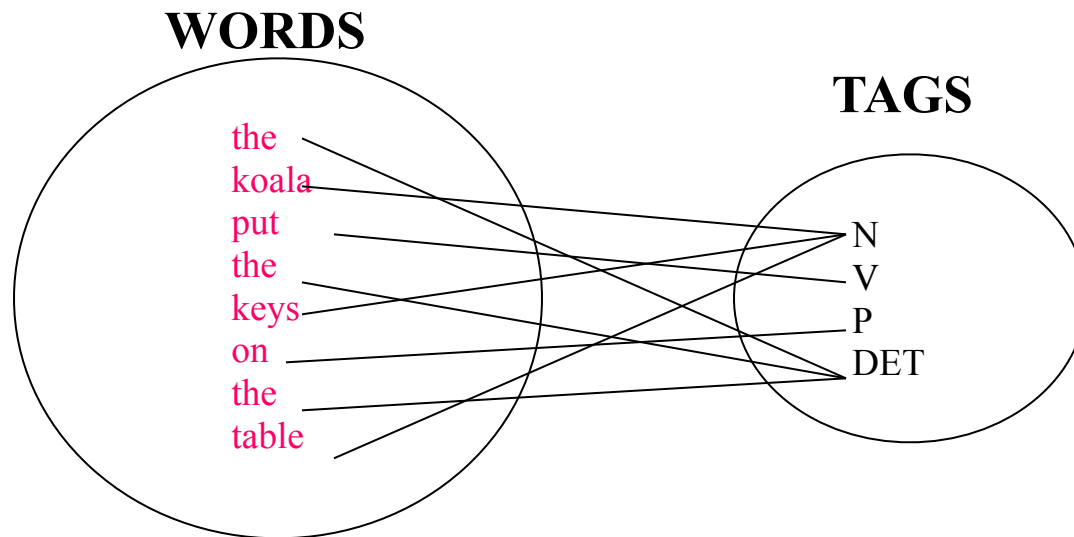 WORDS
the
koala
put
the
keys
on
the
table
TAGS
N
V
P
DET